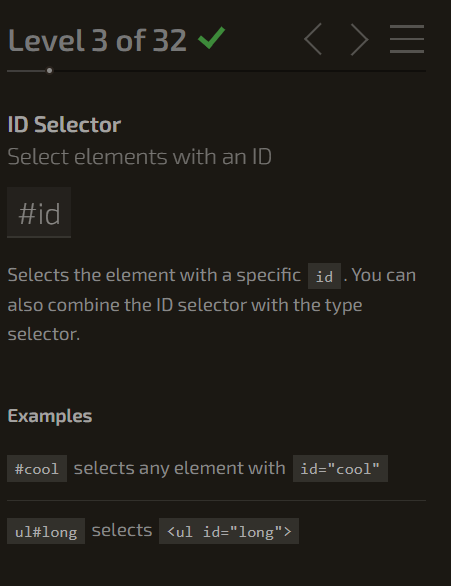 Level 3 of 32
ID Selector
Select elements with an ID
#id
Selects the element with a specific id. You can
also combine the ID selector with the type
selector.
Examples
#cool selects any element with id="cool"
ul#long selects <ul id="long">